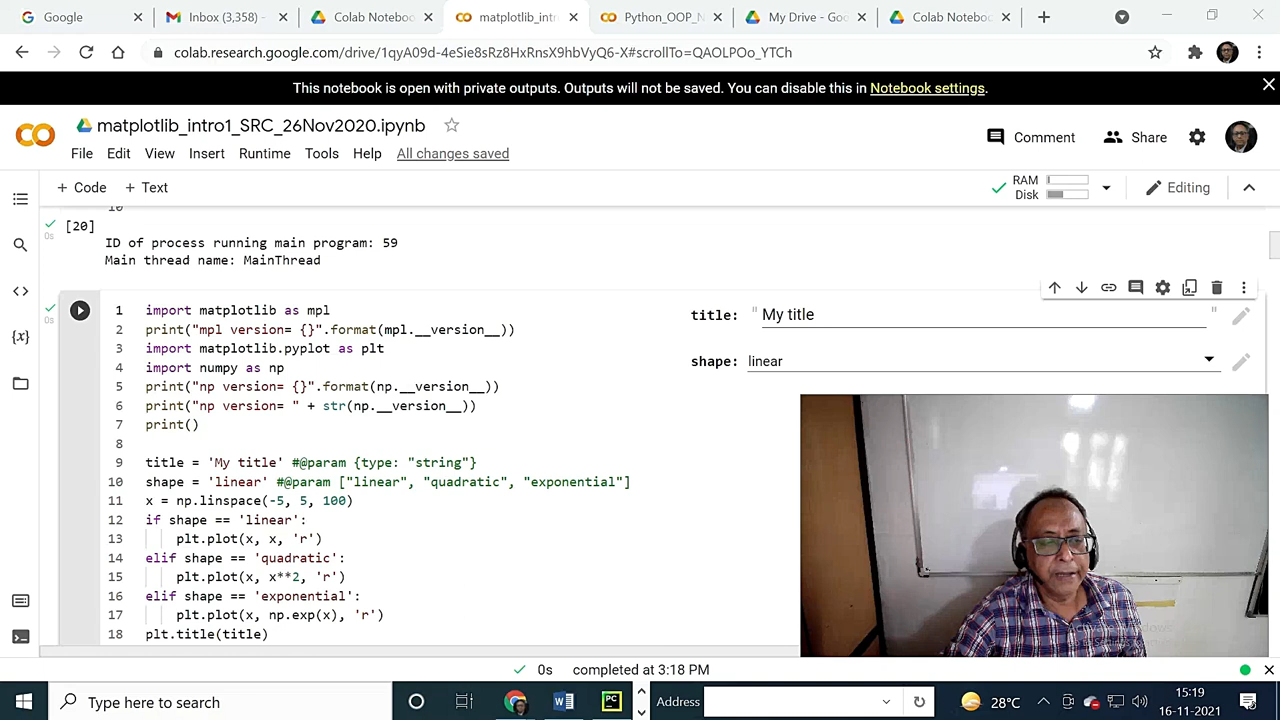 Google
Inbox (3,358) -
Colab Notebo
matplotlib_intr
Python_OOP_N
My Drive - Goo
Colab Notebo
colab.research.google.com/drive/1qyA09d-4eSie8sRz8HxRnsX9hbVyQ6-X#scrollTo=QAOLPOo_YTCh
This notebook is open with private outputs. Outputs will not be saved. You can disable this in Notebook settings.
matplotlib_intro1_SRC_26Nov2020.ipynb
Comment
Share
File Edit View Insert Runtime Tools Help All changes saved
+ Code + Text
RAM
Disk
Editing
10
[20]
ID of process running main program: 59
Main thread name: MainThread
0s
0s
1 import matplotlib as mpl
2 print("mpl version= {}".format(mpl.__version__))
3 import matplotlib.pyplot as plt
4 import numpy as np
5 print("np version= {}".format(np.__version__))
6 print("np version= " + str(np.__version__))
7 print()
8
9 title = 'My title' #@param {type: "string"}
10 shape = 'linear' #@param ["linear", "quadratic", "exponential"]
11 x = np.linspace(-5, 5, 100)
12 if shape == 'linear':
13 plt.plot(x, x, 'r')
14 elif shape == 'quadratic':
15 plt.plot(x, x**2, 'r')
16 elif shape == 'exponential':
17 plt.plot(x, np.exp(x), 'r')
18 plt.title(title)
title: " My title "
shape: linear
0s completed at 3:18 PM
Type here to search
Address
28°C
15:19
16-11-2021